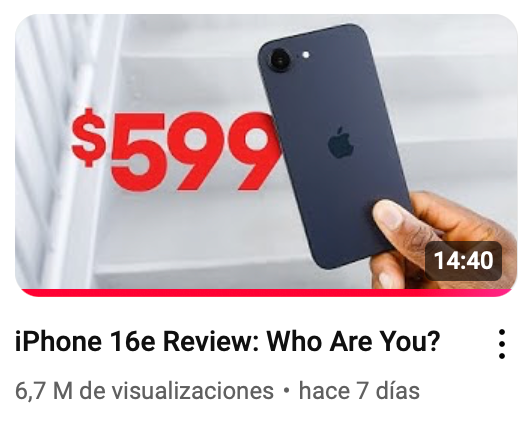 $599
14:40
iPhone 16e Review: Who Are You?
6,7 M de visualizaciones • hace 7 días